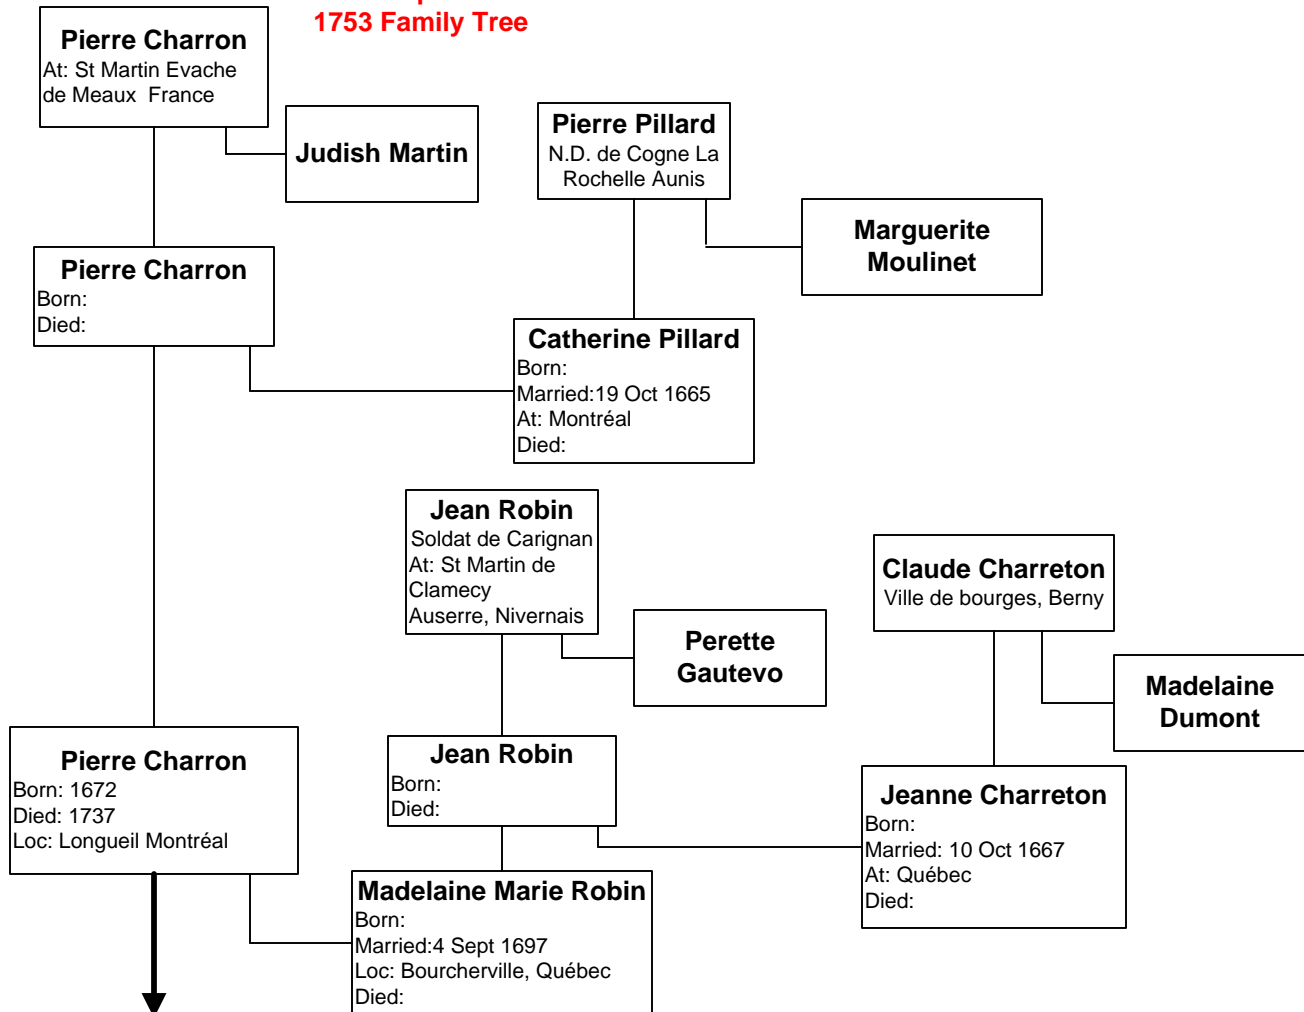 1753 Family Tree
Pierre Charron
At: St Martin Evache
de Meaux France
Judish Martin
Pierre Pillard
N.D. de Cogne La
Rochelle Aunis
Marguerite
Moulinet
Pierre Charron
Born:
Died:
Catherine Pillard
Born:
Married:19 Oct 1665
At: Montréal
Died:
Jean Robin
Soldat de Carignan
At: St Martin de
Clamecy
Auserre, Nivernais
Perette
Gautevo
Claude Charreton
Ville de bourges, Berny
Madelaine
Dumont
Pierre Charron
Born: 1672
Died: 1737
Loc: Longueil Montréal
Jean Robin
Born:
Died:
Jeanne Charreton
Born:
Married: 10 Oct 1667
At: Québec
Died:
Madelaine Marie Robin
Born:
Married:4 Sept 1697
Loc: Bourcherville, Québec
Died: